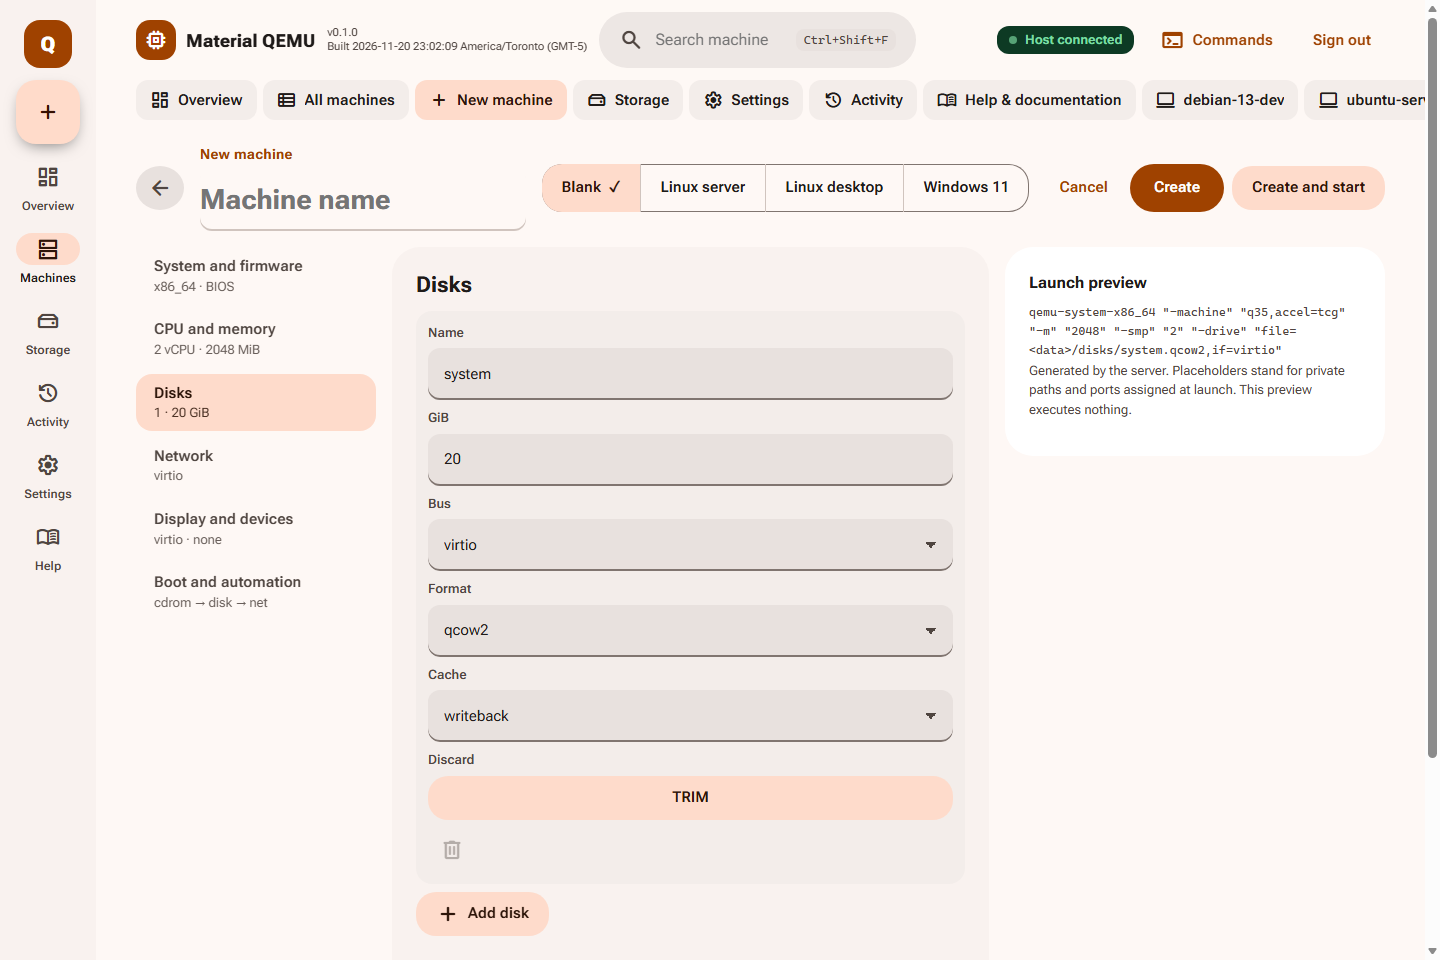 Q
Material QEMU
v0.1.0
Built 2026-11-20 23:02:09 America/Toronto (GMT-5)
Search machine
Ctrl+Shift+F
Host connected
Commands
Sign out
Overview
All machines
New machine
Storage
Settings
Activity
Help & documentation
debian-13-dev
ubuntu-ser
Overview
Machines
Storage
Activity
Settings
Help
New machine
Machine name
Blank ✓
Linux server
Linux desktop
Windows 11
Cancel
Create
Create and start
System and firmware
x86_64 · BIOS
CPU and memory
2 vCPU · 2048 MiB
Disks
1 · 20 GiB
Network
virtio
Display and devices
virtio · none
Boot and automation
cdrom → disk → net
Disks
Name
system
GiB
20
Bus
virtio
Format
qcow2
Cache
writeback
Discard
TRIM
Add disk
Launch preview
qemu-system-x86_64 "-machine" "q35,accel=tcg"
"-m" "2048" "-smp" "2" "-drive" "file=
<data>/disks/system.qcow2,if=virtio"
Generated by the server. Placeholders stand for private
paths and ports assigned at launch. This preview
executes nothing.